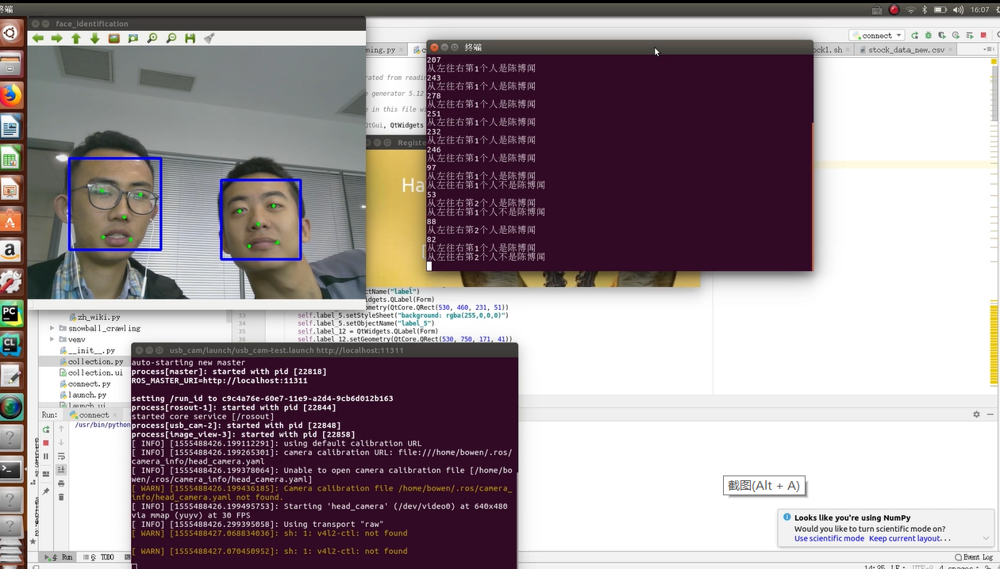 终端
16:07
face_identification
connect
ming.py
ock1.sh
stock_data_new.csv
终端
207
从左往右第1个人是陈博闻
243
从左往右第1个人是陈博闻
278
从左往右第1个人是陈博闻
251
从左往右第1个人是陈博闻
232
从左往右第1个人是陈博闻
246
从左往右第1个人是陈博闻
97
从左往右第1个人是陈博闻
从左往右第1个人不是陈博闻
53
从左往右第2个人是陈博闻
从左往右第1个人不是陈博闻
88
从左往右第2个人是陈博闻
82
从左往右第1个人是陈博闻
从左往右第2个人不是陈博闻
rated from readin
e generator 5.12
e in this file wi
QtGui, QtWidgets
Registe
Ha
ctName("label")
Widgets.QLabel(Form)
ometry(QtCore.QRect(530, 460, 231, 51))
33 self.label_5.setStyleSheet("background: rgba(255,0,0,0)")
34 self.label_5.setObjectName("label_5")
35 self.label_12 = QtWidgets.QLabel(Form)
36 self.label_12.setGeometry(QtCore.QRect(530, 750, 171, 41))
zh_wiki.py
snowball_crawling
venv
__init__.py
collection.py
collection.ui
connect.py
launch.py
launch.ui
Run: connect
/usr/bin/python
usb_cam/launch/usb_cam-test.launch http://localhost:11311
auto-starting new master
process[master]: started with pid [22818]
ROS_MASTER_URI=http://localhost:11311
setting /run_id to c9c4a76e-60e7-11e9-a2d4-9cb6d012b163
process[rosout-1]: started with pid [22844]
started core service [/rosout]
process[usb_cam-2]: started with pid [22848]
process[image_view-3]: started with pid [22858]
[ INFO] [1555488426.199112291]: using default calibration URL
[ INFO] [1555488426.199265301]: camera calibration URL: file:///home/bowen/.ros/
camera_info/head_camera.yaml
[ INFO] [1555488426.199378064]: Unable to open camera calibration file [/home/bo
wen/.ros/camera_info/head_camera.yaml]
[ WARN] [1555488426.199436185]: Camera calibration file /home/bowen/.ros/camera_
info/head_camera.yaml not found.
[ INFO] [1555488426.199495753]: Starting 'head_camera' (/dev/video0) at 640x480
via mmap (yuyv) at 30 FPS
[ INFO] [1555488426.299395058]: Using transport "raw"
[ WARN] [1555488427.068834036]: sh: 1: v4l2-ctl: not found
[ WARN] [1555488427.070450952]: sh: 1: v4l2-ctl: not found
截图(Alt + A)
Looks like you're using NumPy
Would you like to turn scientific mode on?
Use scientific mode Keep current layout...
4: Run
6: TODO
Event Log